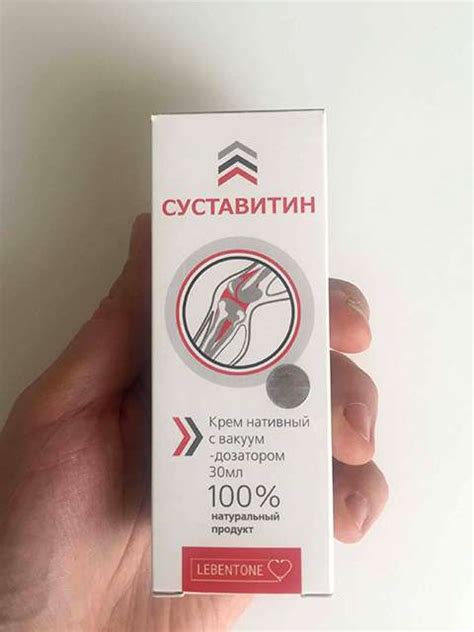 СУСТАВИТИН
Крем нативный
с вакуум
-дозатором
30мл
100%
натуральный
продукт
LEBENTONE